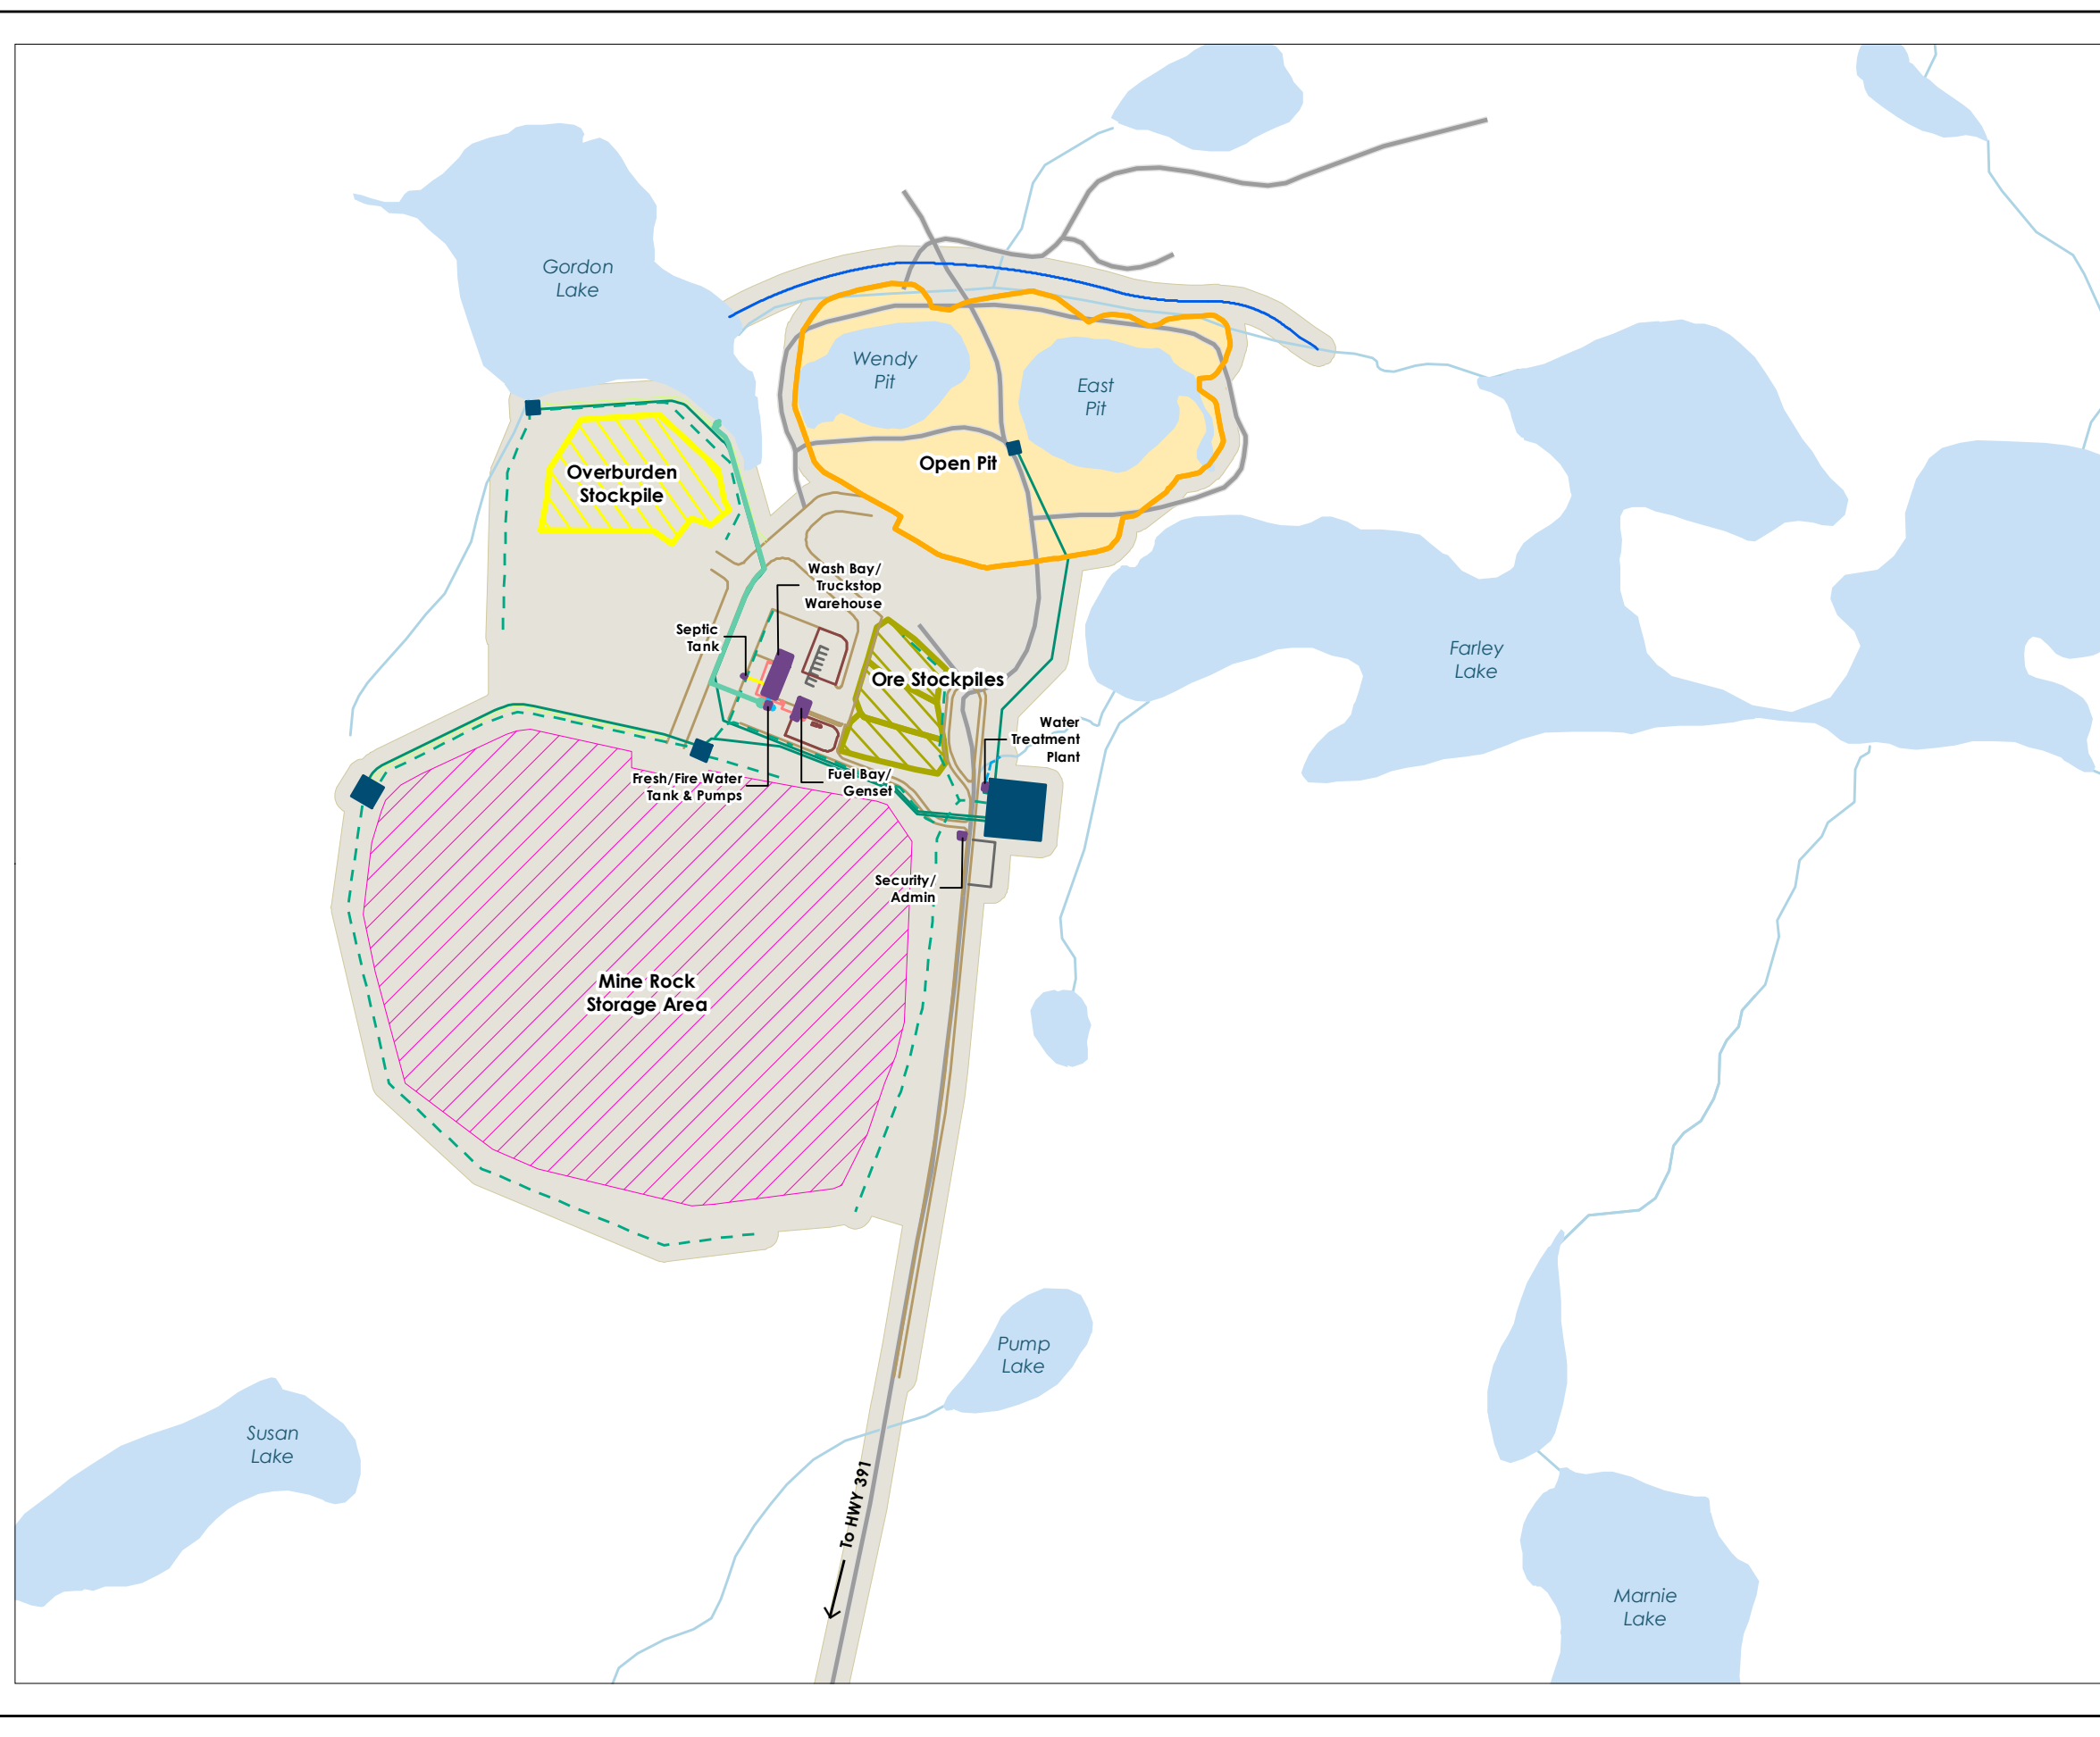 Gordon
Lake
Wendy
Pit
East
Pit
Open Pit
Overburden
Stockpile
Wash Bay/
Truckstop
Warehouse
Septic
Tank
Ore Stockpiles
Farley
Lake
Water
Treatment
Plant
Fresh/Fire Water
Tank & Pumps
Fuel Bay/
Genset
Security/
Admin
Mine Rock
Storage Area
Pump
Lake
Susan
Lake
To HWY 391
Marnie
Lake